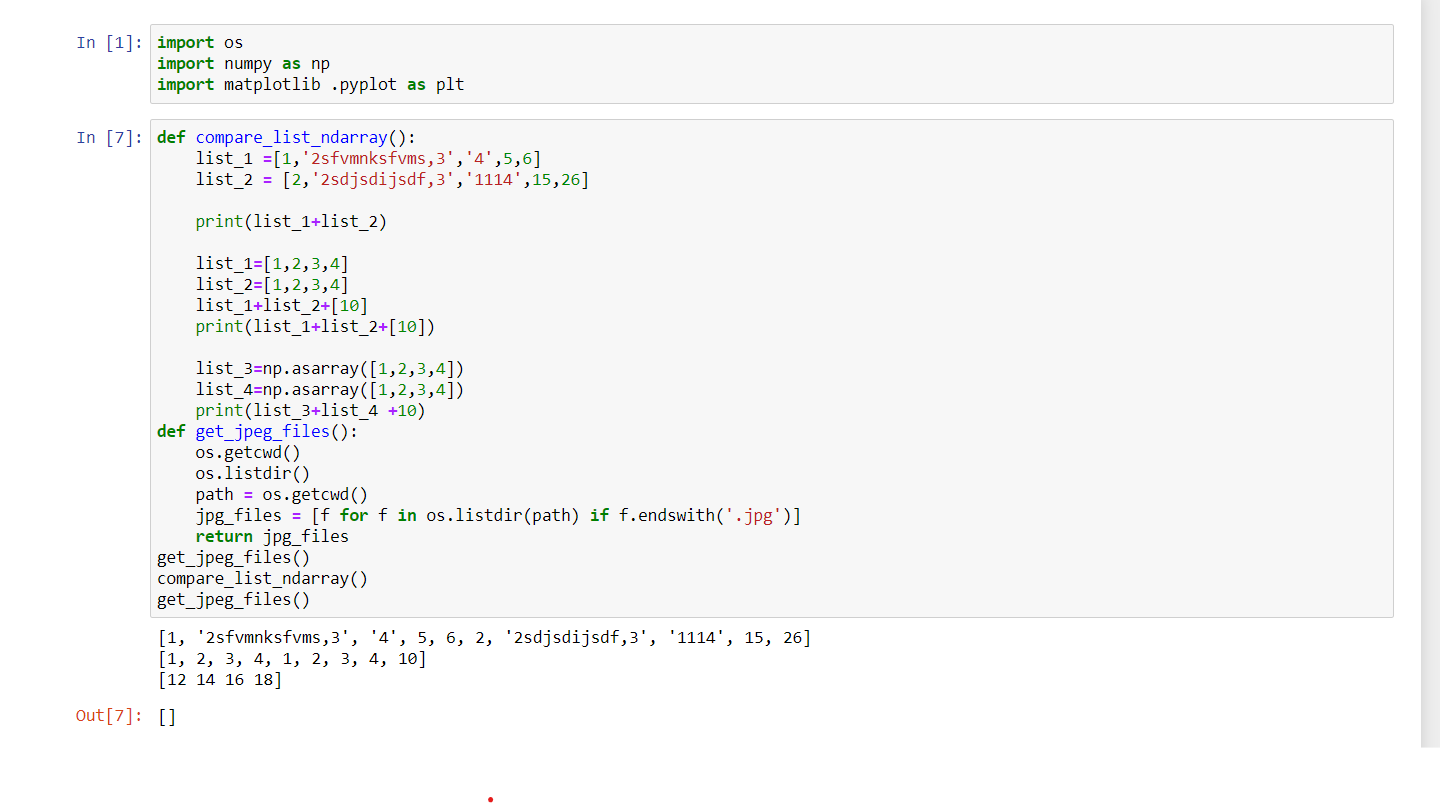 In [1]: import os
import numpy as np
import matplotlib .pyplot as plt
In [7]: def compare_list_ndarray():
    list_1 =[1,'2sfvmnksfvms,3','4',5,6]
    list_2 = [2,'2sdjsdijsdf,3','1114',15,26]
    print(list_1+list_2)
    list_1=[1,2,3,4]
    list_2=[1,2,3,4]
    list_1+list_2+[10]
    print(list_1+list_2+[10])
    list_3=np.asarray([1,2,3,4])
    list_4=np.asarray([1,2,3,4])
    print(list_3+list_4 +10)
def get_jpeg_files():
    os.getcwd()
    os.listdir()
    path = os.getcwd()
    jpg_files = [f for f in os.listdir(path) if f.endswith('.jpg')]
    return jpg_files
get_jpeg_files()
compare_list_ndarray()
get_jpeg_files()
[1, '2sfvmnksfvms,3', '4', 5, 6, 2, '2sdjsdijsdf,3', '1114', 15, 26]
[1, 2, 3, 4, 1, 2, 3, 4, 10]
[12 14 16 18]
Out[7]: []